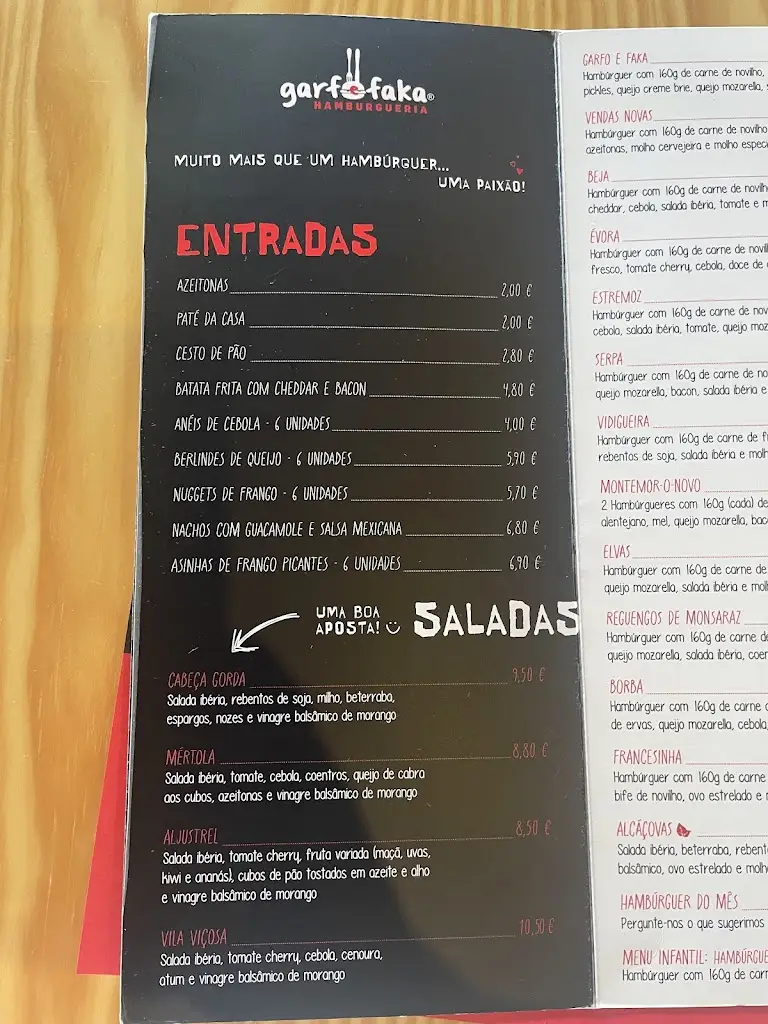 garfefaka®
HAMBURGUERIA
MUITO MAIS QUE UM HAMBÚRGUER...
UMA PAIXÃO!
ENTRADAS
AZEITONAS 2,00 €
PATÉ DA CASA 2,00 €
CESTO DE PÃO 2,80 €
BATATA FRITA COM CHEDDAR E BACON 4,80 €
ANÉIS DE CEBOLA - 6 UNIDADES 4,00 €
BERLINDES DE QUEIJO - 6 UNIDADES 5,90 €
NUGGETS DE FRANGO - 6 UNIDADES 5,70 €
NACHOS COM GUACAMOLE E SALSA MEXICANA 6,80 €
ASINHAS DE FRANGO PICANTES - 6 UNIDADES 6,90 €
UMA BOA
APOSTA!
SALADAS
CABEÇA GORDA 9,50 €
Salada ibéria, rebentos de soja, milho, beterraba,
espargos, nozes e vinagre balsâmico de morango
MÉRTOLA 8,80 €
Salada ibéria, tomate, cebola, coentros, queijo de cabra
aos cubos, azeitonas e vinagre balsâmico de morango
ALJUSTREL 8,50 €
Salada ibéria, tomate cherry, fruta variada (maçã, uvas,
kiwi e ananás), cubos de pão tostados em azeite e alho
e vinagre balsâmico de morango
VILA VIÇOSA 10,50 €
Salada ibéria, tomate cherry, cebola, cenoura,
atum e vinagre balsâmico de morango
GARFO E FAKA
Hambúrguer com 160g de carne de novilho,
pickles, queijo creme brie, queijo mozarella,
VENDAS NOVAS
Hambúrguer com 160g de carne de novilho
azeitonas, molho cervejeira e molho
BEJA
Hambúrguer com 160g de carne de
cheddar, cebola, salada ibéria, tomate e
ÉVORA
Hambúrguer com 160g de carne de
fresco, tomate cherry, cebola, doce de
ESTREMOZ
Hambúrguer com 160g de carne de
cebola, salada ibéria, tomate, queijo
SERPA
Hambúrguer com 160g de carne de
queijo mozarella, bacon, salada ibéria e
VIDIGUEIRA
Hambúrguer com 160g de carne de
rebentos de soja, salada ibéria e
MONTEMOR-O-NOVO
2 Hambúrgueres com 160g (cada) de
alentejano, mel, queijo mozarella,
ELVAS
Hambúrguer com 160g de carne de
queijo mozarella, salada ibéria e
REGUENGOS DE MONSARAZ
Hambúrguer com 160g de carne
queijo mozarella, salada ibéria,
BORBA
Hambúrguer com 160g de carne
de ervas, queijo mozarella, cebola,
FRANCESINHA
Hambúrguer com 160g de carne
bife de novilho, ovo estrelado e
ALCÁÇOVAS
Salada ibéria, beterraba,
balsâmico, ovo estrelado e
HAMBÚRGUER DO MÊS
Pergunte-nos o que sugerimos
MENU INFANTIL:
Hambúrguer com 160g de